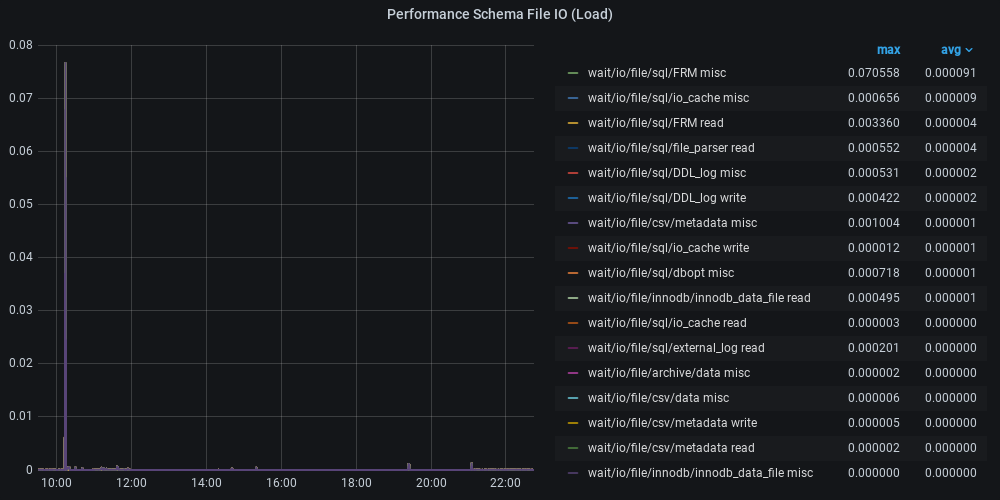 Performance Schema File IO (Load)
0.08
0.07
0.06
0.05
0.04
0.03
0.02
0.01
0
10:00 12:00 14:00 16:00 18:00 20:00 22:00
max avg
wait/io/file/sql/FRM misc 0.070558 0.000091
wait/io/file/sql/io_cache misc 0.000656 0.000009
wait/io/file/sql/FRM read 0.003360 0.000004
wait/io/file/sql/file_parser read 0.000552 0.000004
wait/io/file/sql/DDL_log misc 0.000531 0.000002
wait/io/file/sql/DDL_log write 0.000422 0.000002
wait/io/file/csv/metadata misc 0.001004 0.000001
wait/io/file/sql/io_cache write 0.000012 0.000001
wait/io/file/sql/dbopt misc 0.000718 0.000001
wait/io/file/innodb/innodb_data_file read 0.000495 0.000001
wait/io/file/sql/io_cache read 0.000003 0.000000
wait/io/file/sql/external_log read 0.000201 0.000000
wait/io/file/archive/data misc 0.000002 0.000000
wait/io/file/csv/data misc 0.000006 0.000000
wait/io/file/csv/metadata write 0.000005 0.000000
wait/io/file/csv/metadata read 0.000002 0.000000
wait/io/file/innodb/innodb_data_file misc 0.000000 0.000000